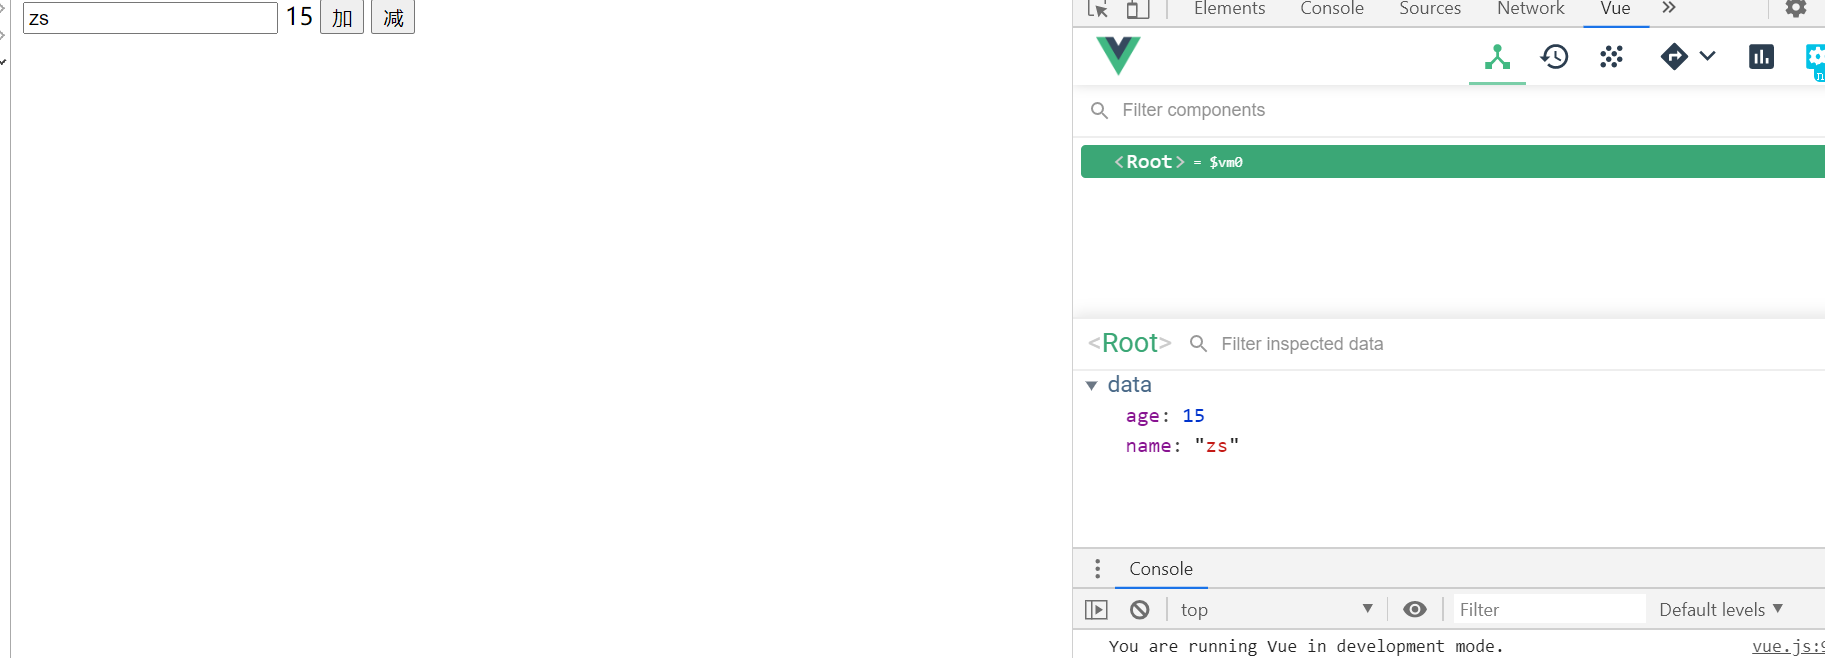 zs 15 加 减
Elements Console Sources Network Vue »
Filter components
<Root> = $vm0
<Root> Filter inspected data
data
age: 15
name: "zs"
Console
top Filter Default levels
You are running Vue in development mode. vue.js:9